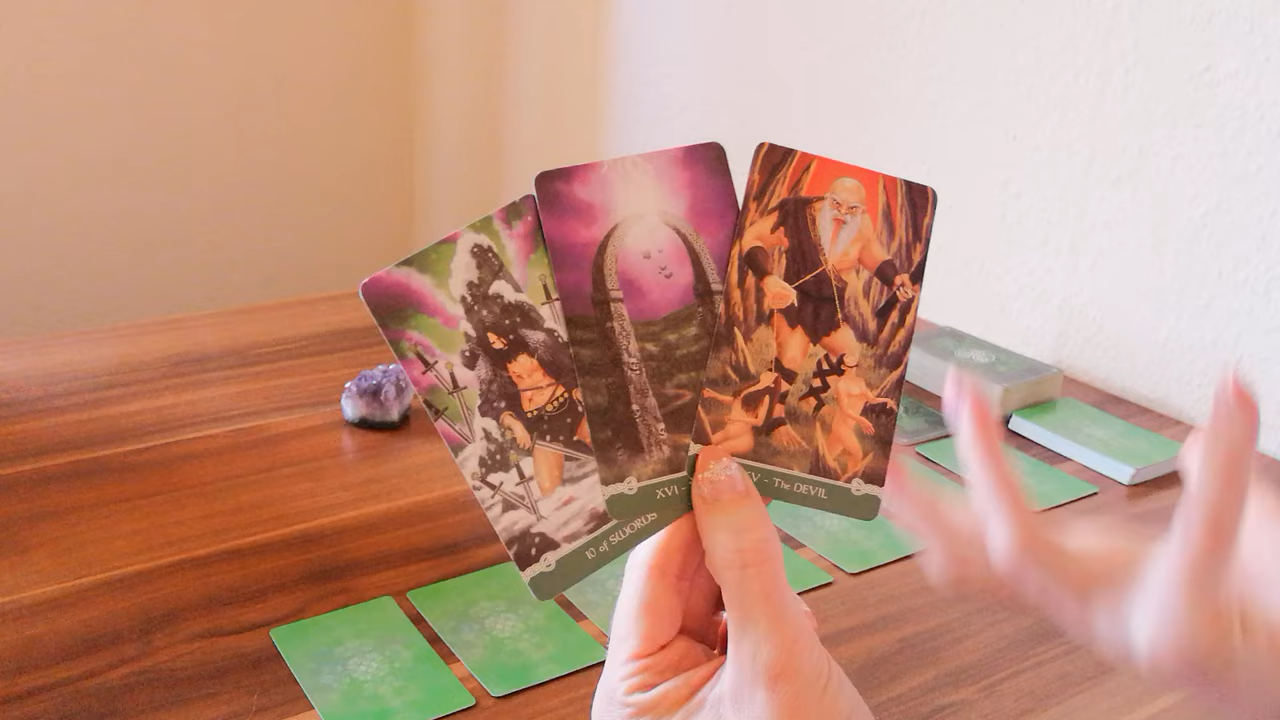 10 of SWORDS
XVI -
V - The DEVIL